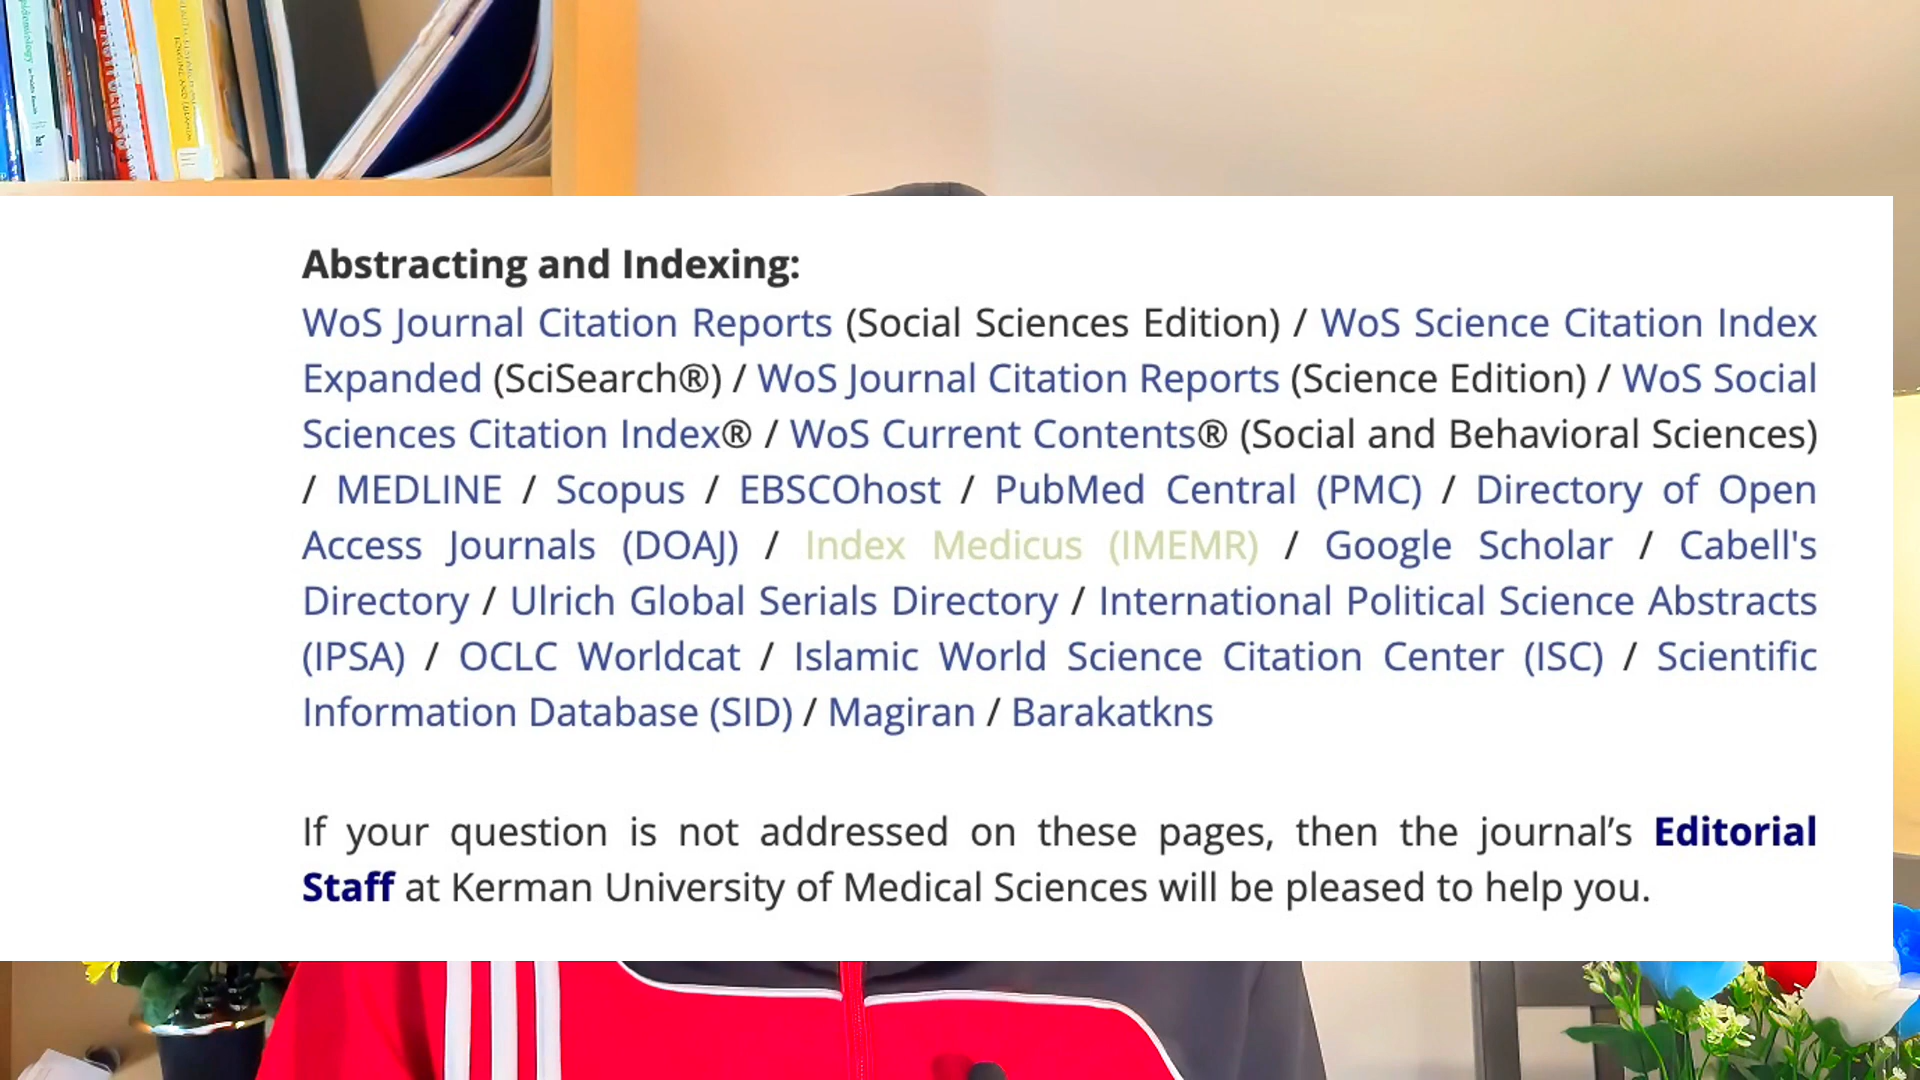 Epidemiology
Abstracting and Indexing:
WoS Journal Citation Reports (Social Sciences Edition) / WoS Science Citation Index
Expanded (SciSearch®) / WoS Journal Citation Reports (Science Edition) / WoS Social
Sciences Citation Index® / WoS Current Contents® (Social and Behavioral Sciences)
/ MEDLINE / Scopus / EBSCOhost / PubMed Central (PMC) / Directory of Open
Access Journals (DOAJ) / Index Medicus (IMEMR) / Google Scholar / Cabell's
Directory / Ulrich Global Serials Directory / International Political Science Abstracts
(IPSA) / OCLC Worldcat / Islamic World Science Citation Center (ISC) / Scientific
Information Database (SID) / Magiran / Barakatkns
If your question is not addressed on these pages, then the journal’s Editorial
Staff at Kerman University of Medical Sciences will be pleased to help you.